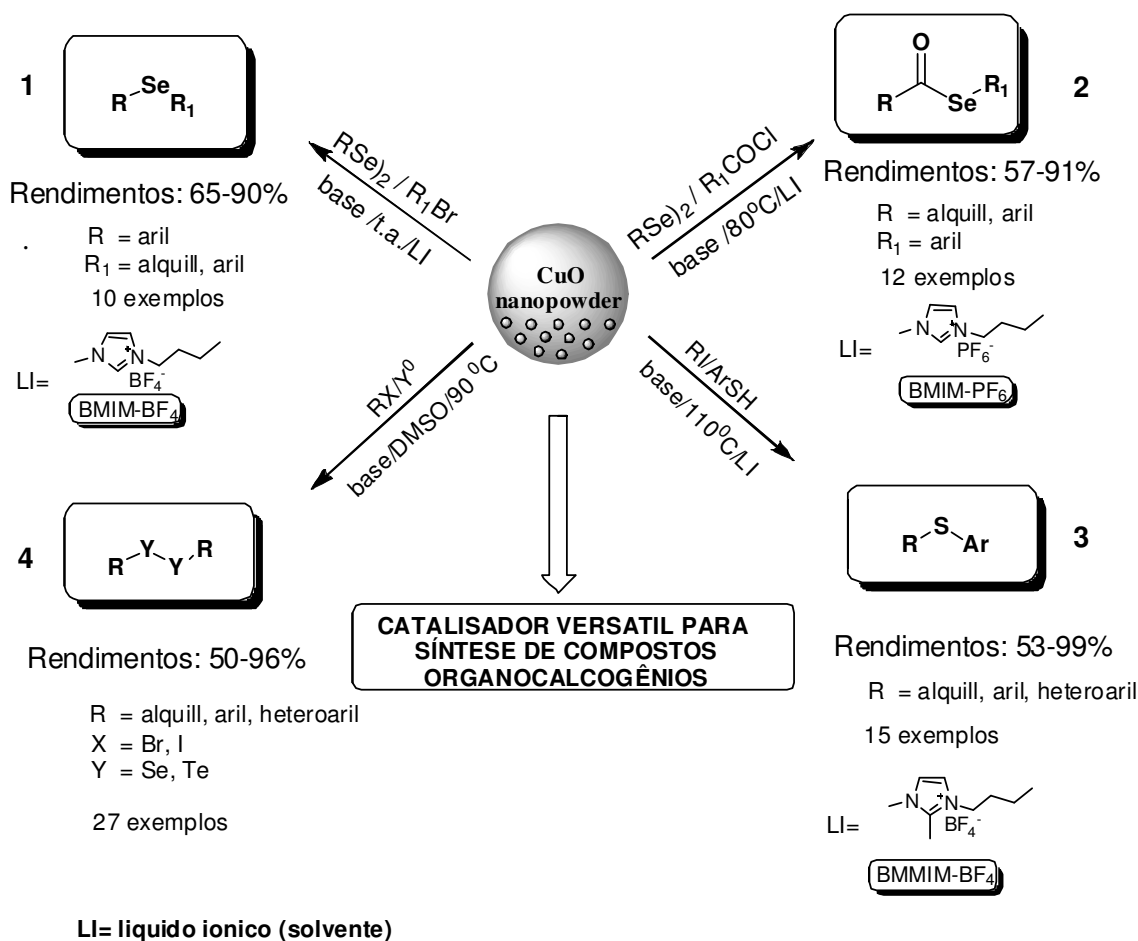 1
R Se R1
Rendimentos: 65-90%
.
R = aril
R1 = alquill, aril
10 exemplos
LI=
N + N
BF4-
BMIM-BF4
RSe)2 / R1Br
base /t.a./LI
2
O
R Se R1
Rendimentos: 57-91%
R = alquill, aril
R1 = aril
12 exemplos
LI=
N + N
PF6-
BMIM-PF6
RSe)2 / R1COCl
base /80°C/LI
CuO
nanopowder
RX/Y0
base/DMSO/90 0C
RI/ArSH
base/1100C/LI
4
R Y Y R
Rendimentos: 50-96%
R = alquill, aril, heteroaril
X = Br, I
Y = Se, Te
27 exemplos
CATALISADOR VERSATIL PARA
SÍNTESE DE COMPOSTOS
ORGANOCALCOGÊNIOS
3
R S Ar
Rendimentos: 53-99%
R = alquill, aril, heteroaril
15 exemplos
LI=
N + N
BF4-
BMMIM-BF4
LI= liquido ionico (solvente)